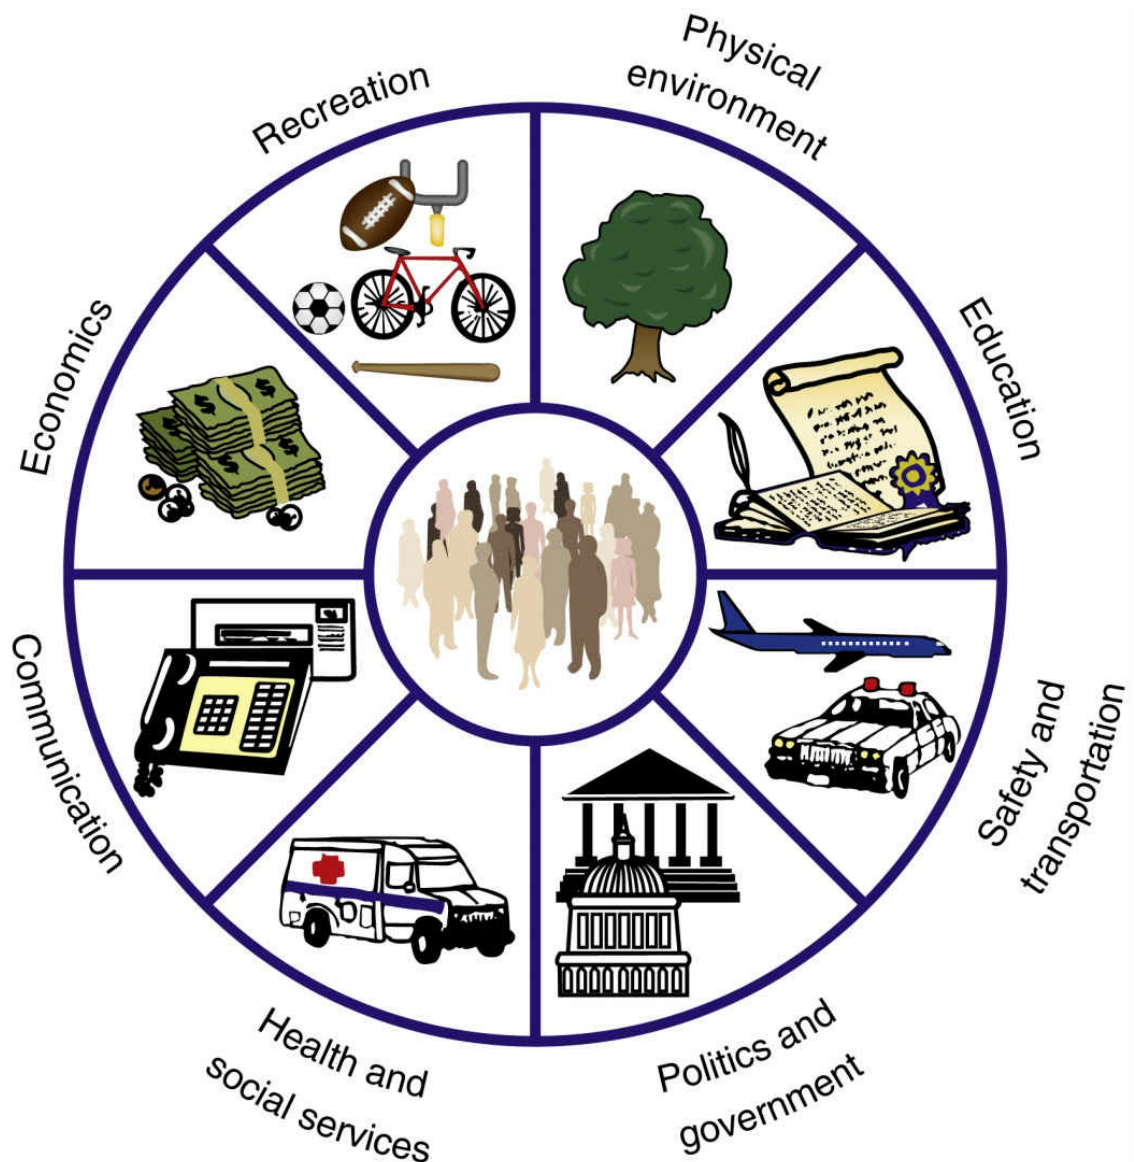 Physical
environment
Education
Safety and
transportation
Politics and
government
Health and
social services
Communication
Economics
Recreation